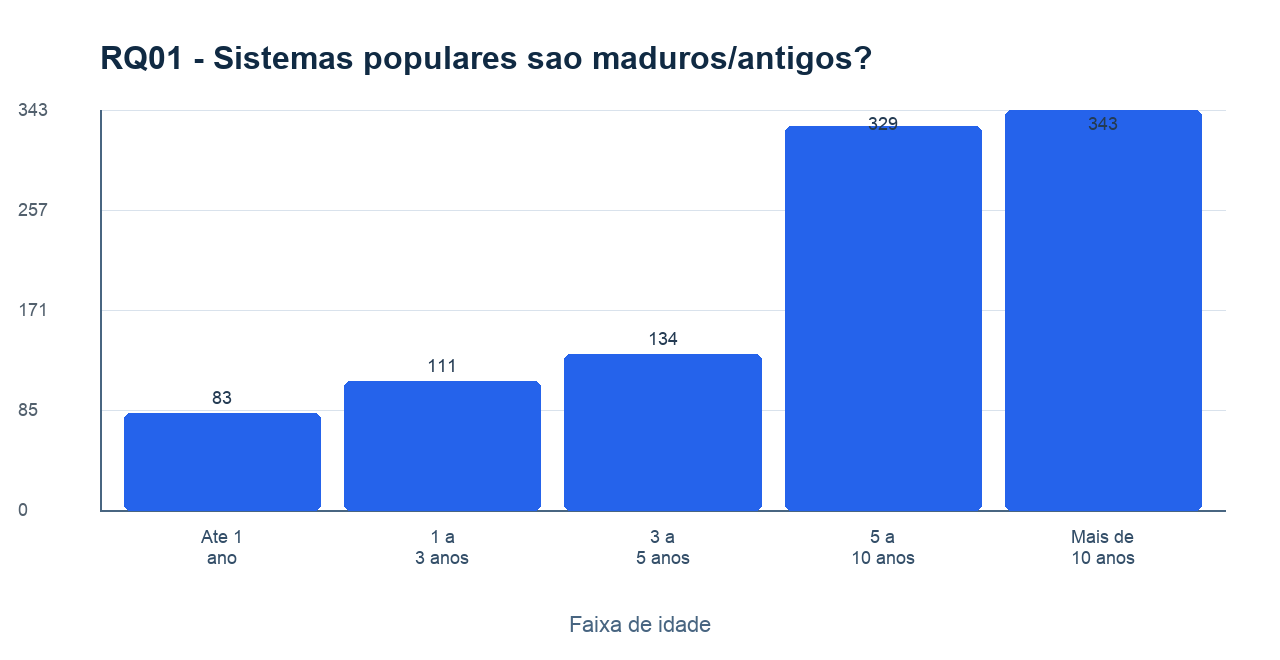 RQ01 - Sistemas populares sao maduros/antigos?
343
257
171
85
0
83
111
134
329
343
Ate 1
ano
1 a
3 anos
3 a
5 anos
5 a
10 anos
Mais de
10 anos
Faixa de idade